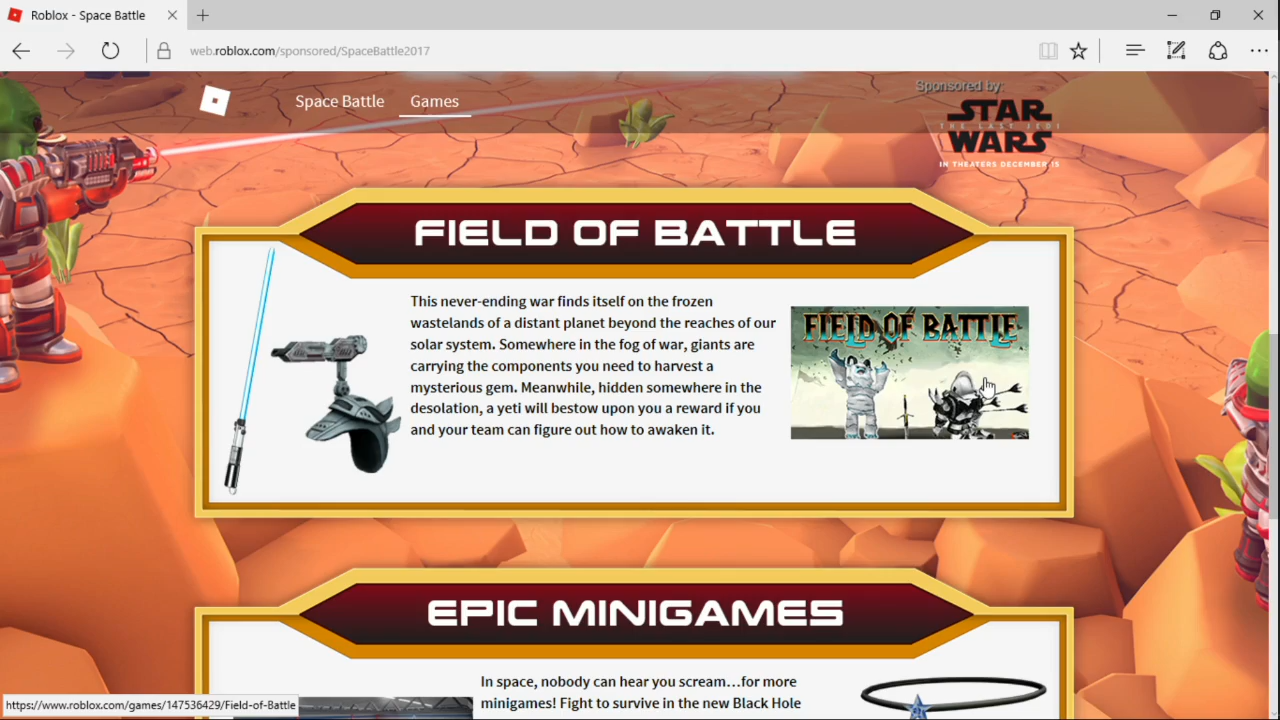 Roblox - Space Battle
web.roblox.com/sponsored/SpaceBattle2017
Space Battle
Games
Sponsored by:
STAR
THE LAST JEDI
WARS
IN THEATERS DECEMBER 15
FIELD OF BATTLE
This never-ending war finds itself on the frozen
wastelands of a distant planet beyond the reaches of our
solar system. Somewhere in the fog of war, giants are
carrying the components you need to harvest a
mysterious gem. Meanwhile, hidden somewhere in the
desolation, a yeti will bestow upon you a reward if you
and your team can figure out how to awaken it.
FIELD OF BATTLE
EPIC MINIGAMES
In space, nobody can hear you scream...for more
minigames! Fight to survive in the new Black Hole
https://www.roblox.com/games/147536429/Field-of-Battle